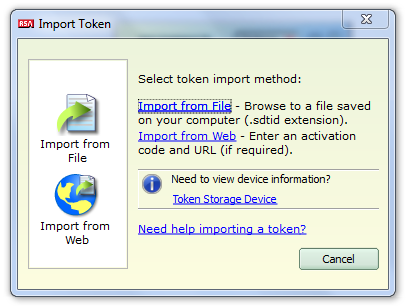 RSA Import Token
Select token import method:
Import from File - Browse to a file saved
on your computer (.sdtid extension).
Import from Web - Enter an activation
code and URL (if required).
Import from
File
Import from
Web
Need to view device information?
Token Storage Device
Need help importing a token?
Cancel